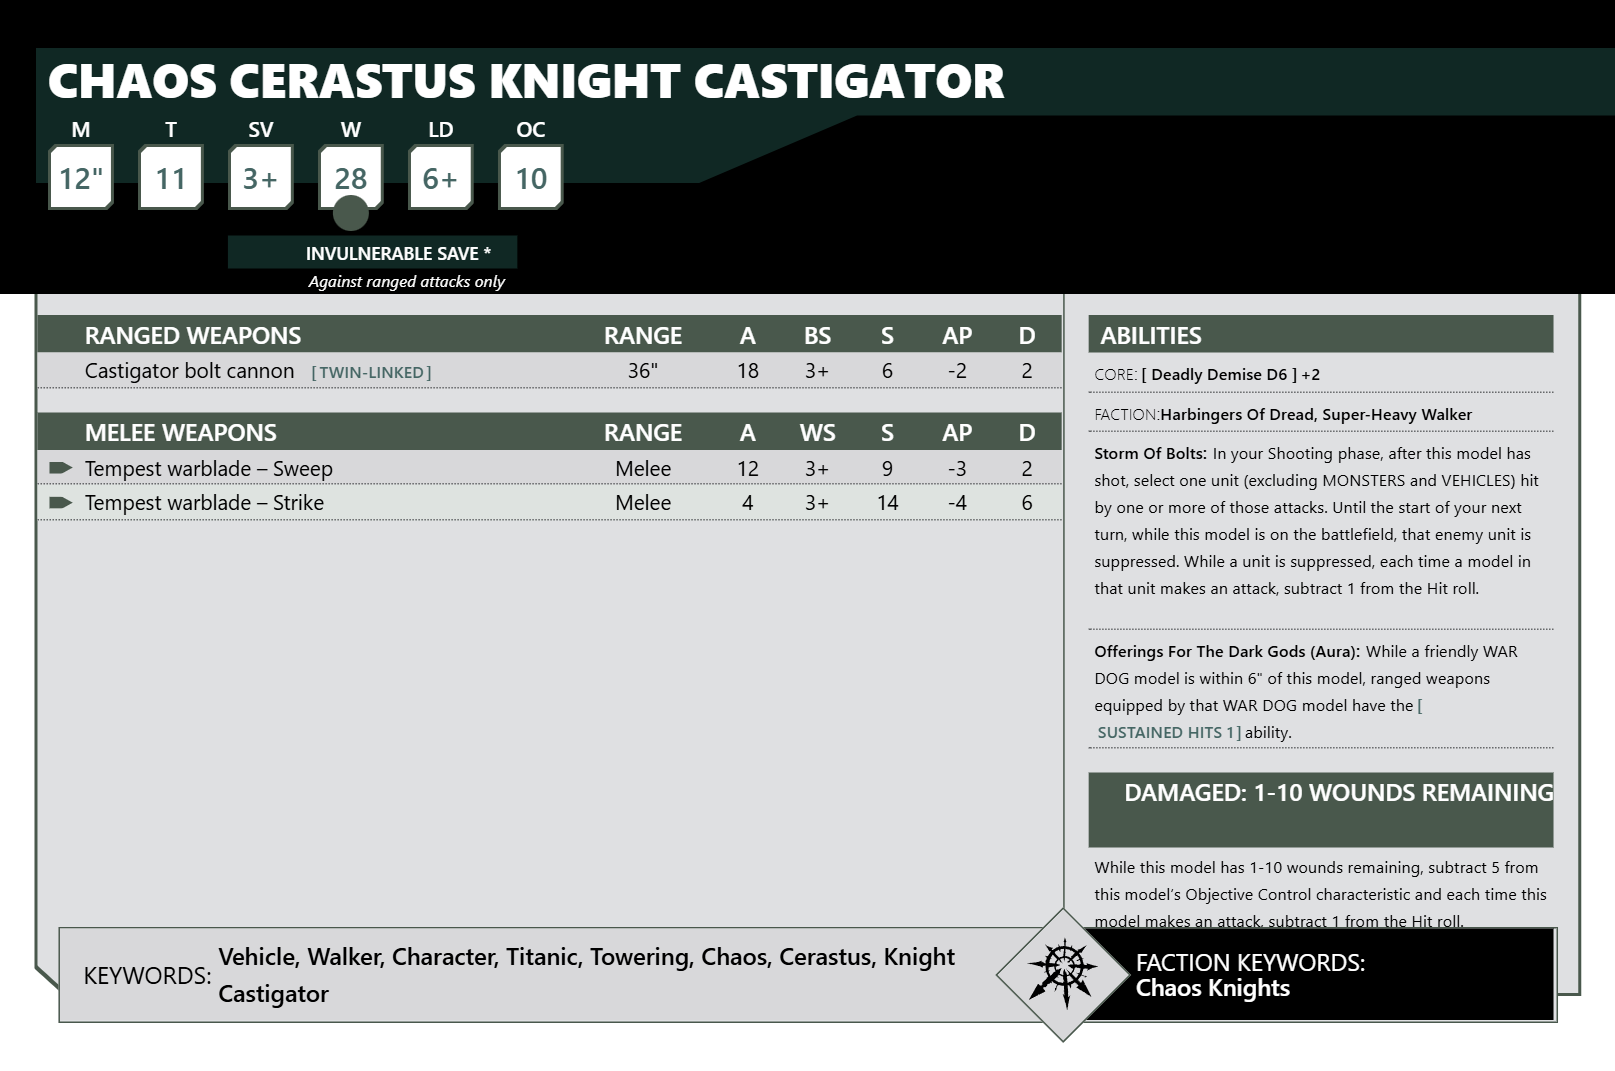 CHAOS CERASTUS KNIGHT CASTIGATOR
M T SV W LD OC
12" 11 3+ 28 6+ 10
INVULNERABLE SAVE *
Against ranged attacks only
RANGED WEAPONS RANGE A BS S AP D
Castigator bolt cannon [TWIN-LINKED] 36" 18 3+ 6 -2 2
MELEE WEAPONS RANGE A WS S AP D
Tempest warblade – Sweep Melee 12 3+ 9 -3 2
Tempest warblade – Strike Melee 4 3+ 14 -4 6
ABILITIES
CORE: [ Deadly Demise D6 ] +2
FACTION:Harbingers Of Dread, Super-Heavy Walker
Storm Of Bolts: In your Shooting phase, after this model has
shot, select one unit (excluding MONSTERS and VEHICLES) hit
by one or more of those attacks. Until the start of your next
turn, while this model is on the battlefield, that enemy unit is
suppressed. While a unit is suppressed, each time a model in
that unit makes an attack, subtract 1 from the Hit roll.
Offerings For The Dark Gods (Aura): While a friendly WAR
DOG model is within 6" of this model, ranged weapons
equipped by that WAR DOG model have the [
SUSTAINED HITS 1] ability.
DAMAGED: 1-10 WOUNDS REMAINING
While this model has 1-10 wounds remaining, subtract 5 from
this model’s Objective Control characteristic and each time this
model makes an attack, subtract 1 from the Hit roll.
KEYWORDS: Vehicle, Walker, Character, Titanic, Towering, Chaos, Cerastus, Knight
Castigator
FACTION KEYWORDS:
Chaos Knights